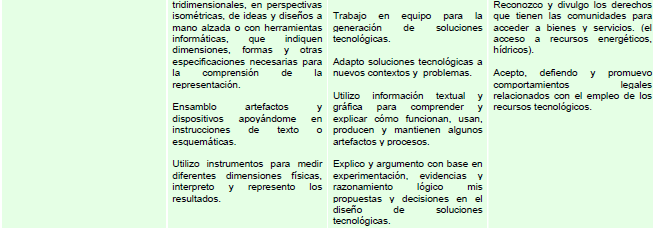 tridimensionales, en perspectivas
isométricas, de ideas y diseños a
mano alzada o con herramientas
informáticas, que indiquen
dimensiones, formas y otras
especificaciones necesarias para
la comprensión de la
representación.
Ensamblo artefactos y
dispositivos apoyándome en
instrucciones de texto o
esquemáticas.
Utilizo instrumentos para medir
diferentes dimensiones físicas,
interpreto y represento los
resultados.
Trabajo en equipo para la
generación de soluciones
tecnológicas.
Adapto soluciones tecnológicas a
nuevos contextos y problemas.
Utilizo información textual y
gráfica para comprender y
explicar cómo funcionan, usan,
producen y mantienen algunos
artefactos y procesos.
Explico y argumento con base en
experimentación, evidencias y
razonamiento lógico mis
propuestas y decisiones en el
diseño de soluciones
tecnológicas.
Reconozco y divulgo los derechos
que tienen las comunidades para
acceder a bienes y servicios. (el
acceso a recursos energéticos,
hídricos).
Acepto, defiendo y promuevo
comportamientos legales
relacionados con el empleo de los
recursos tecnológicos.